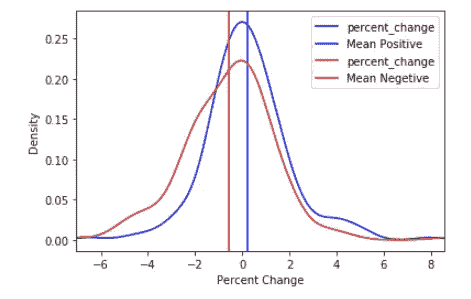 percent_change
Mean Positive
percent_change
Mean Negetive
0.25
0.20
0.15
0.10
0.05
0.00
Density
−6 −4 −2 0 2 4 6 8
Percent Change